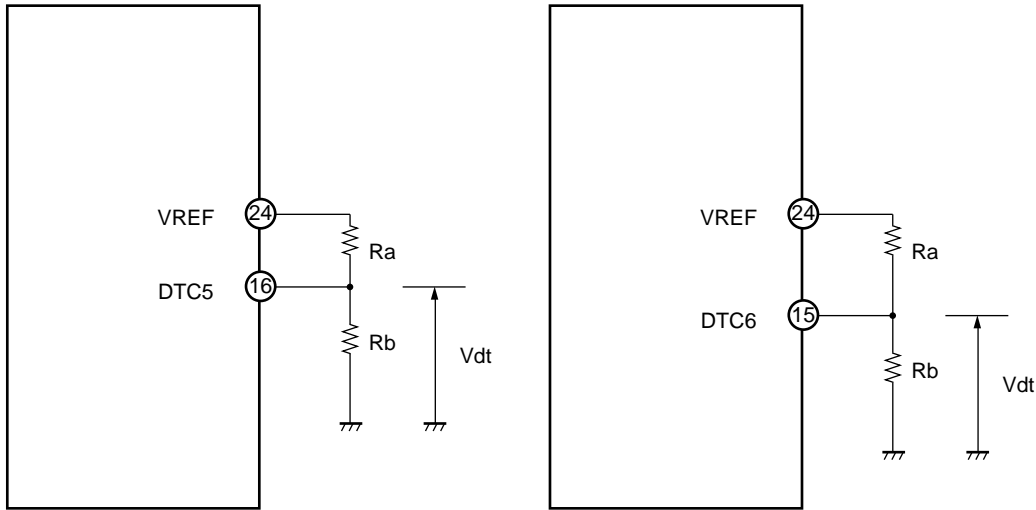 VREF 24
Ra
DTC5 16
Rb
Vdt
VREF 24
Ra
DTC6 15
Rb
Vdt